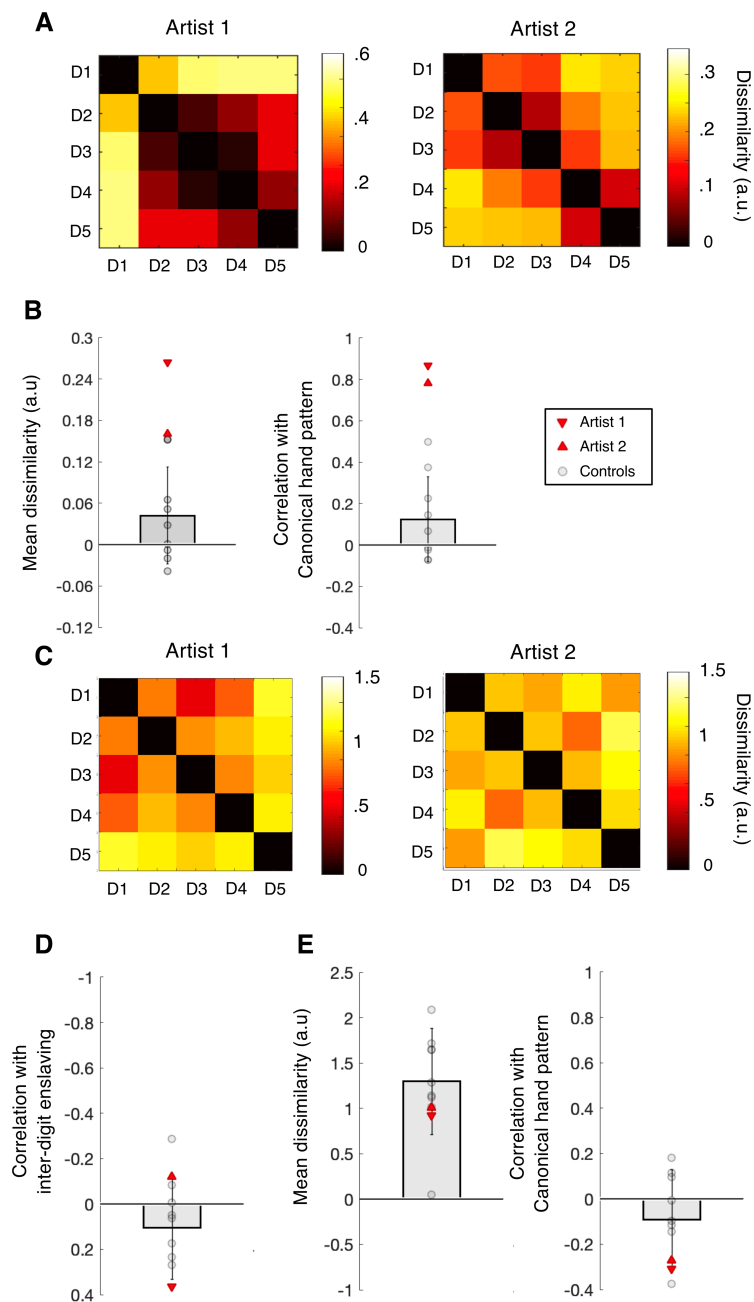 A
Artist 1
Artist 2
D1
D2
D3
D4
D5
D1 D2 D3 D4 D5
.6
.4
.2
0
D1
D2
D3
D4
D5
D1 D2 D3 D4 D5
.3
.2
.1
0
Dissimilarity (a.u.)
B
Mean dissimilarity (a.u)
0.3
0.24
0.18
0.12
0.06
0
-0.06
-0.12
Correlation with
Canonical hand pattern
1
0.8
0.6
0.4
0.2
0
-0.2
-0.4
Artist 1
Artist 2
Controls
C
Artist 1
Artist 2
D1
D2
D3
D4
D5
D1 D2 D3 D4 D5
1.5
1
.5
0
D1
D2
D3
D4
D5
D1 D2 D3 D4 D5
1.5
1
.5
0
Dissimilarity (a.u.)
D
Correlation with
inter-digit enslaving
-1
-0.8
-0.6
-0.4
-0.2
0
0.2
0.4
E
Mean dissimilarity (a.u)
2.5
2
1.5
1
0.5
0
-0.5
-1
Correlation with
Canonical hand pattern
1
0.8
0.6
0.4
0.2
0
-0.2
-0.4